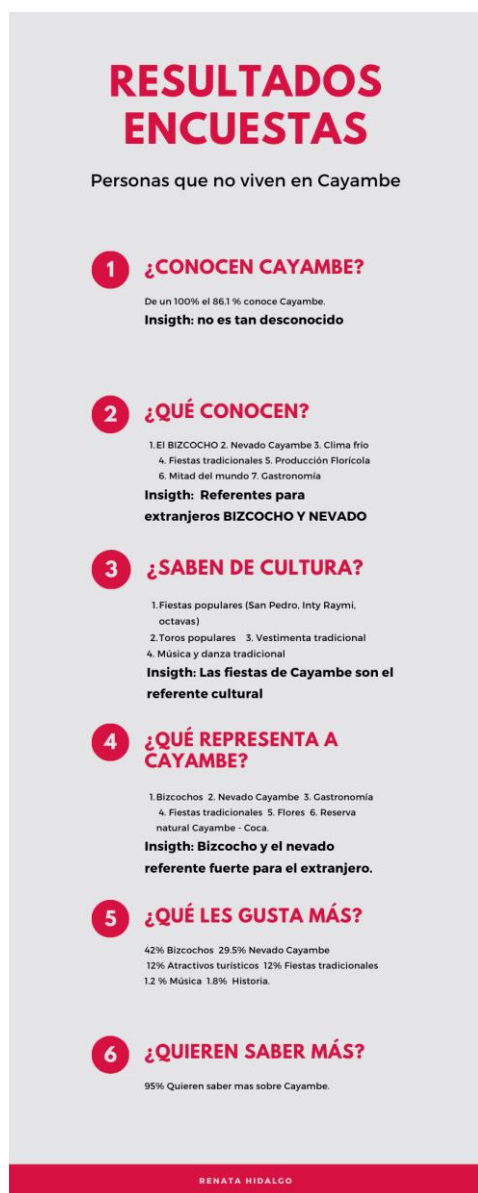 RESULTADOS
ENCUESTAS
Personas que no viven en Cayambe
1 ¿CONOCEN CAYAMBE?
De un 100% el 86.1 % conoce Cayambe.
Insigth: no es tan desconocido
2 ¿QUÉ CONOCEN?
1.El BIZCOCHO 2. Nevado Cayambe 3. Clima frío
4. Fiestas tradicionales 5. Producción Florícola
6. Mitad del mundo 7. Gastronomía
Insigth: Referentes para
extranjeros BIZCOCHO Y NEVADO
3 ¿SABEN DE CULTURA?
1.Fiestas populares (San Pedro, Inty Raymi,
octavas)
2.Toros populares 3. Vestimenta tradicional
4. Música y danza tradicional
Insigth: Las fiestas de Cayambe son el
referente cultural
4 ¿QUÉ REPRESENTA A
CAYAMBE?
1.Bizcochos 2. Nevado Cayambe 3. Gastronomía
4. Fiestas tradicionales 5. Flores 6. Reserva
natural Cayambe - Coca.
Insigth: Bizcocho y el nevado
referente fuerte para el extranjero.
5 ¿QUÉ LES GUSTA MÁS?
42% Bizcochos 29.5% Nevado Cayambe
12% Atractivos turísticos 12% Fiestas tradicionales
1.2 % Música 1.8% Historia.
6 ¿QUIEREN SABER MÁS?
95% Quieren saber mas sobre Cayambe.
RENATA HIDALGO